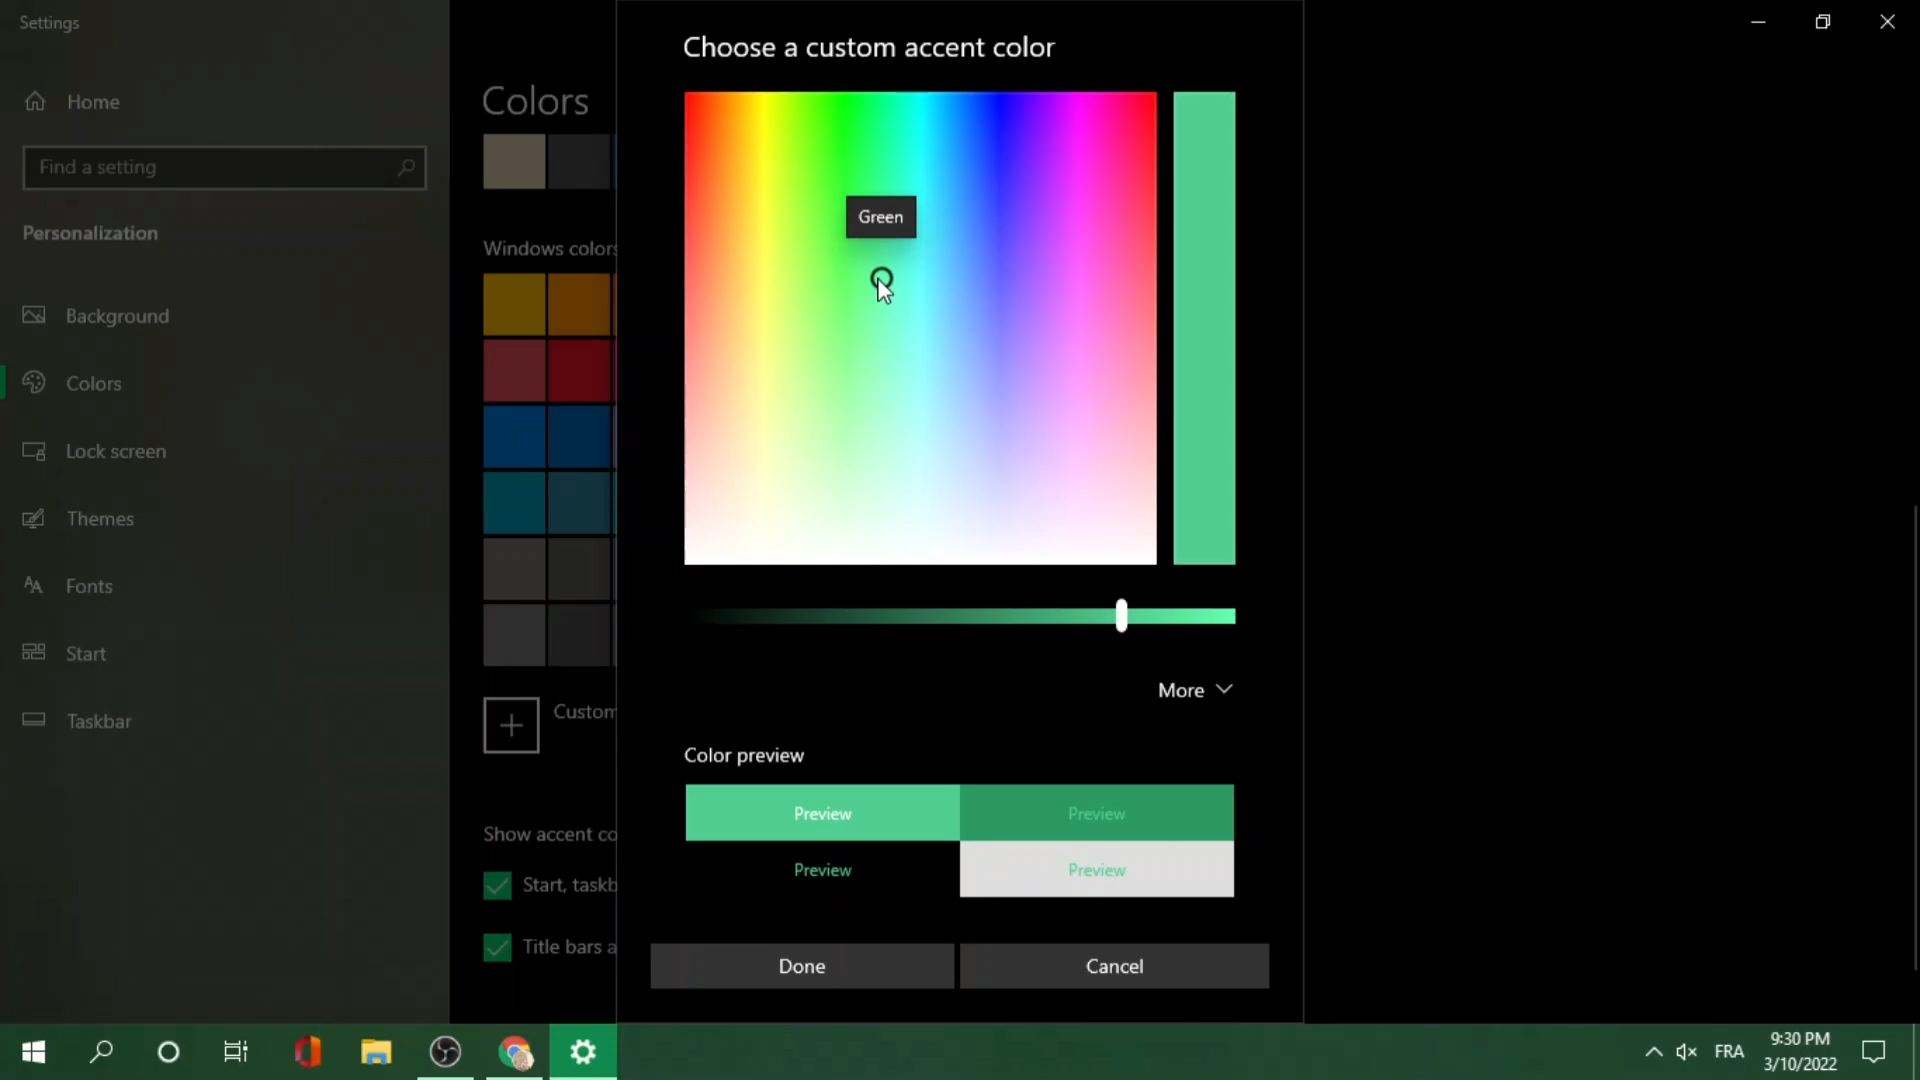 Settings
Home
Find a setting
Personalization
Background
Colors
Lock screen
Themes
Fonts
Start
Taskbar
Colors
Windows colors
Custom
Show accent co
Start, taskb
Title bars a
Choose a custom accent color
Green
More
Color preview
Preview Preview
Preview Preview
Done Cancel
FRA
9:30 PM
3/10/2022